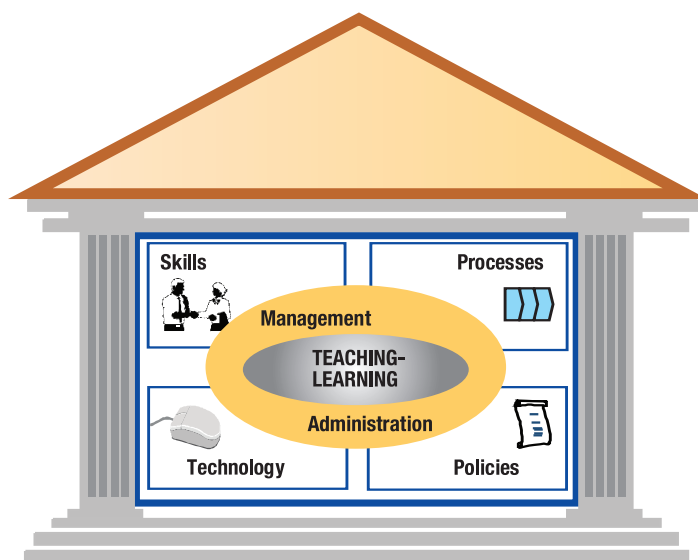 Skills
Processes
Management
TEACHING-
LEARNING
Administration
Technology
Policies